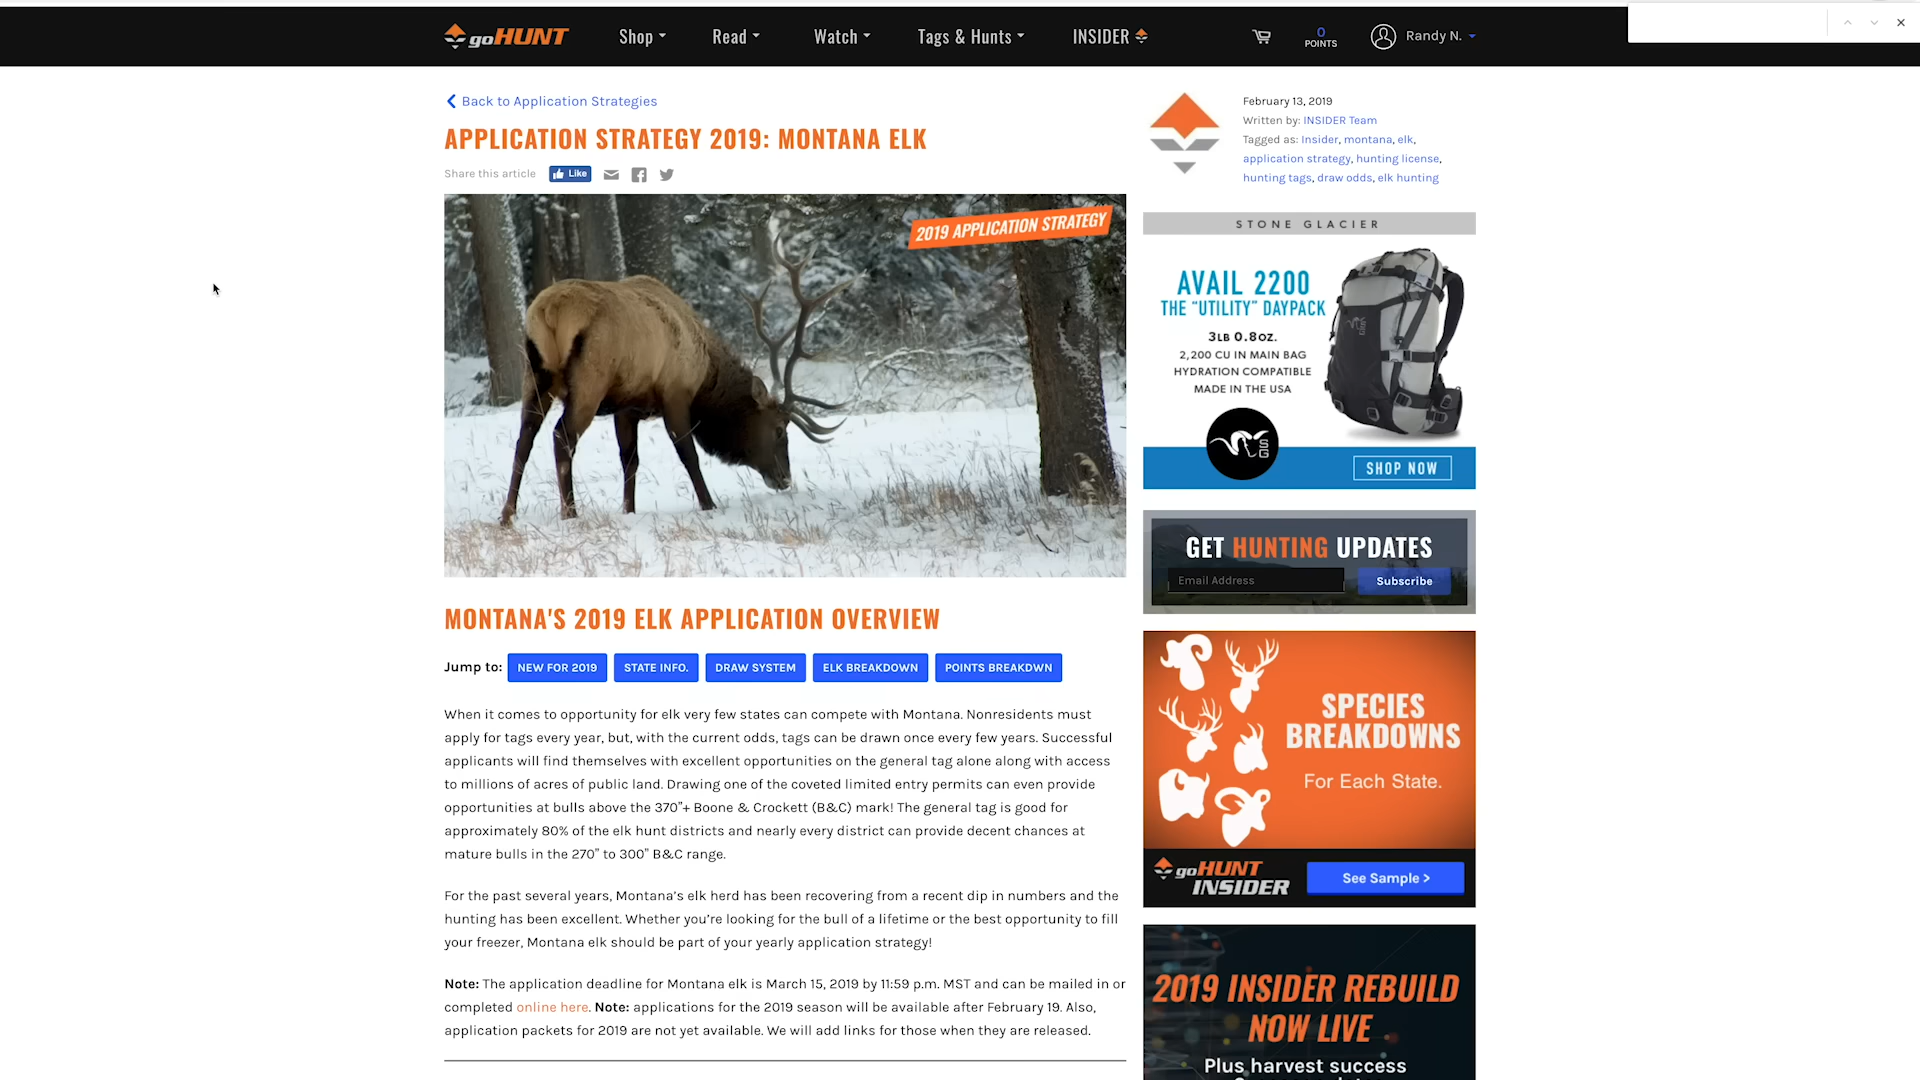 goHUNT
Shop
Read
Watch
Tags & Hunts
INSIDER
0
POINTS
Randy N.
Back to Application Strategies
APPLICATION STRATEGY 2019: MONTANA ELK
Share this article
Like
2019 APPLICATION STRATEGY
MONTANA'S 2019 ELK APPLICATION OVERVIEW
Jump to: NEW FOR 2019 STATE INFO. DRAW SYSTEM ELK BREAKDOWN POINTS BREAKDWN
When it comes to opportunity for elk very few states can compete with Montana. Nonresidents must
apply for tags every year, but, with the current odds, tags can be drawn once every few years. Successful
applicants will find themselves with excellent opportunities on the general tag alone along with access
to millions of acres of public land. Drawing one of the coveted limited entry permits can even provide
opportunities at bulls above the 370"+ Boone & Crockett (B&C) mark! The general tag is good for
approximately 80% of the elk hunt districts and nearly every district can provide decent chances at
mature bulls in the 270” to 300” B&C range.
For the past several years, Montana’s elk herd has been recovering from a recent dip in numbers and the
hunting has been excellent. Whether you’re looking for the bull of a lifetime or the best opportunity to fill
your freezer, Montana elk should be part of your yearly application strategy!
Note: The application deadline for Montana elk is March 15, 2019 by 11:59 p.m. MST and can be mailed in or
completed online here. Note: applications for the 2019 season will be available after February 19. Also,
application packets for 2019 are not yet available. We will add links for those when they are released.
February 13, 2019
Written by: INSIDER Team
Tagged as: Insider, montana, elk,
application strategy, hunting license,
hunting tags, draw odds, elk hunting
STONE GLACIER
AVAIL 2200
THE "UTILITY" DAYPACK
3LB 0.8OZ.
2,200 CU IN MAIN BAG
HYDRATION COMPATIBLE
MADE IN THE USA
SG
SHOP NOW
GET HUNTING UPDATES
Email Address
Subscribe
SPECIES
BREAKDOWNS
For Each State.
goHUNT
INSIDER
See Sample >
2019 INSIDER REBUILD
NOW LIVE
Plus harvest success